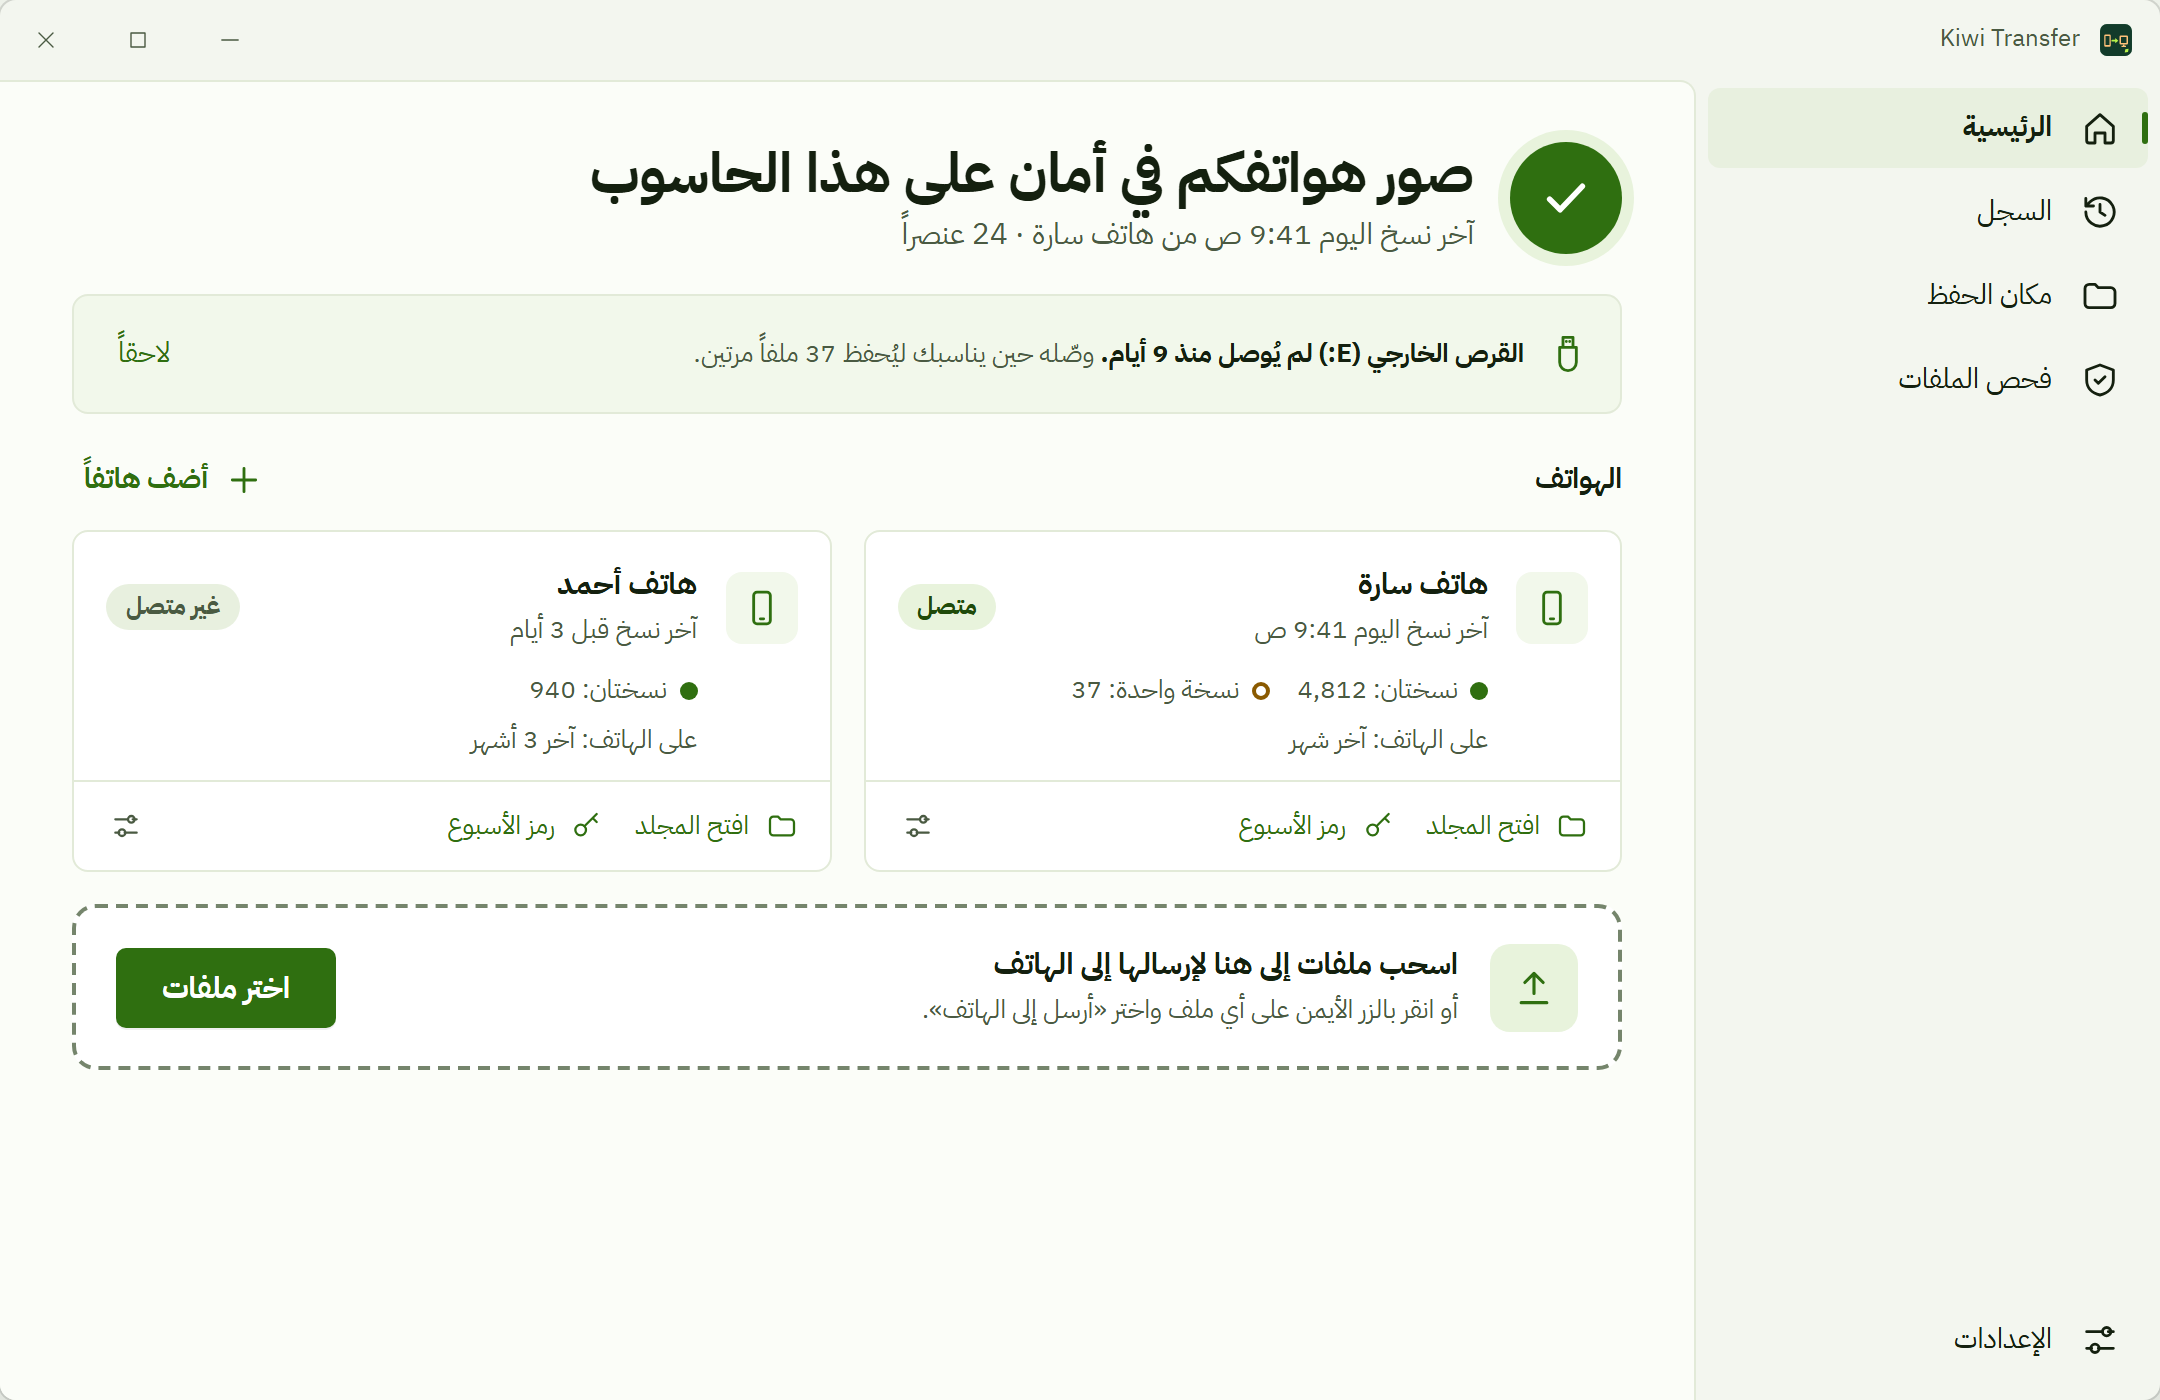 Kiwi Transfer
الرئيسية
السجل
مكان الحفظ
فحص الملفات
الإعدادات
صور هواتفكم في أمان على هذا الحاسوب
آخر نسخ اليوم 9:41 ص من هاتف سارة · 24 عنصراً
القرص الخارجي (E:) لم يُوصل منذ 9 أيام. وصّله حين يناسبك ليُحفظ 37 ملفاً مرتين.
لاحقاً
الهواتف
أضف هاتفاً
هاتف سارة
متصل
آخر نسخ اليوم 9:41 ص
نسختان: 4,812
نسخة واحدة: 37
على الهاتف: آخر شهر
افتح المجلد
رمز الأسبوع
هاتف أحمد
غير متصل
آخر نسخ قبل 3 أيام
نسختان: 940
على الهاتف: آخر 3 أشهر
افتح المجلد
رمز الأسبوع
اسحب ملفات إلى هنا لإرسالها إلى الهاتف
أو انقر بالزر الأيمن على أي ملف واختر «أرسل إلى الهاتف».
اختر ملفات